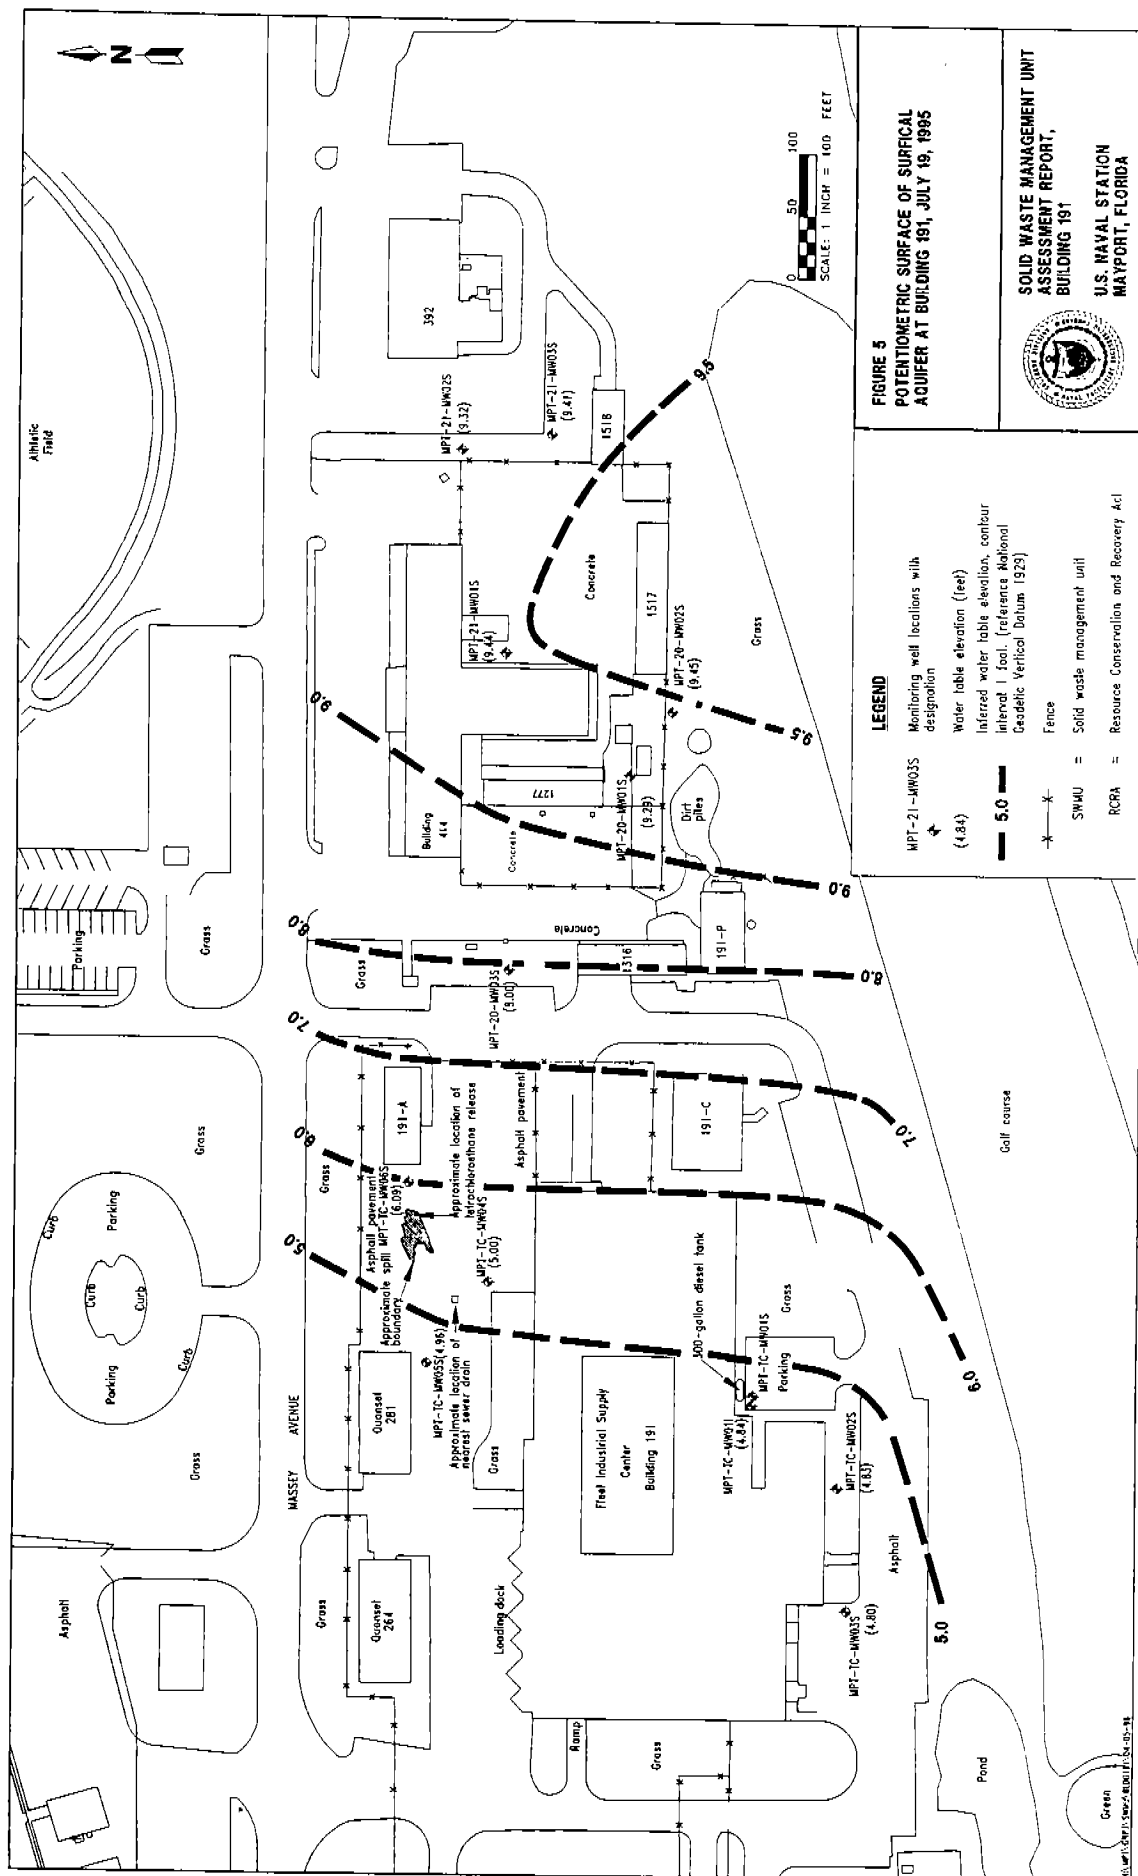 N
Athletic
Field
Parking
Grass
Grass
Curb
Parking
Curb
Curb
Parking
Curb
Grass
Asphalt
MASSEY AVENUE
392
MPT-21-MW02S
(9.32)
MPT-21-MW03S
(9.41)
1518
9.5
MPT-21-MW01S
(9.44)
Concrete
1517
MPT-20-MW02S
(9.45)
Grass
9.5
9.0
Building
414
1277
Concrete
MPT-20-MW01S
(9.29)
Dirt
piles
9.0
8.0
Grass
Concrete
1316
191-P
MPT-20-MW03S
(8.00)
8.0
7.0
191-A
Approximate location of
tetrachloroethane release
Asphalt pavement
191-C
7.0
6.0
Grass
Asphalt pavement
MPT-TC-MW06S
(6.09)
Approximate spill
boundary
MPT-TC-MW04S
(5.00)
6.0
5.0
Quonset
281
MPT-TC-MW05S(4.96)
Approximate location of
nearest sewer drain
Grass
500-gallon diesel tank
Grass
MPT-TC-MW01S
Parking
MPT-TC-MW01I
(4.84)
Fleet Industrial Supply
Center
Building 191
MPT-TC-MW02S
(4.83)
Asphalt
5.0
Grass
Quonset
264
Loading dock
MPT-TC-MW03S
(4.80)
Ramp
Grass
Pond
Green
Golf course
0 50 100
SCALE: 1 INCH = 100 FEET
LEGEND
MPT-21-MW03S Monitoring well locations with
designation
(4.84) Water table elevation (feet)
5.0 Inferred water table elevation, contour
interval 1 foot. (reference National
Geodetic Vertical Datum 1929)
Fence
SWMU = Solid waste management unit
RCRA = Resource Conservation and Recovery Act
FIGURE 5
POTENTIOMETRIC SURFACE OF SURFICAL
AQUIFER AT BUILDING 191, JULY 19, 1995
SOLID WASTE MANAGEMENT UNIT
ASSESSMENT REPORT,
BUILDING 191
U.S. NAVAL STATION
MAYPORT, FLORIDA